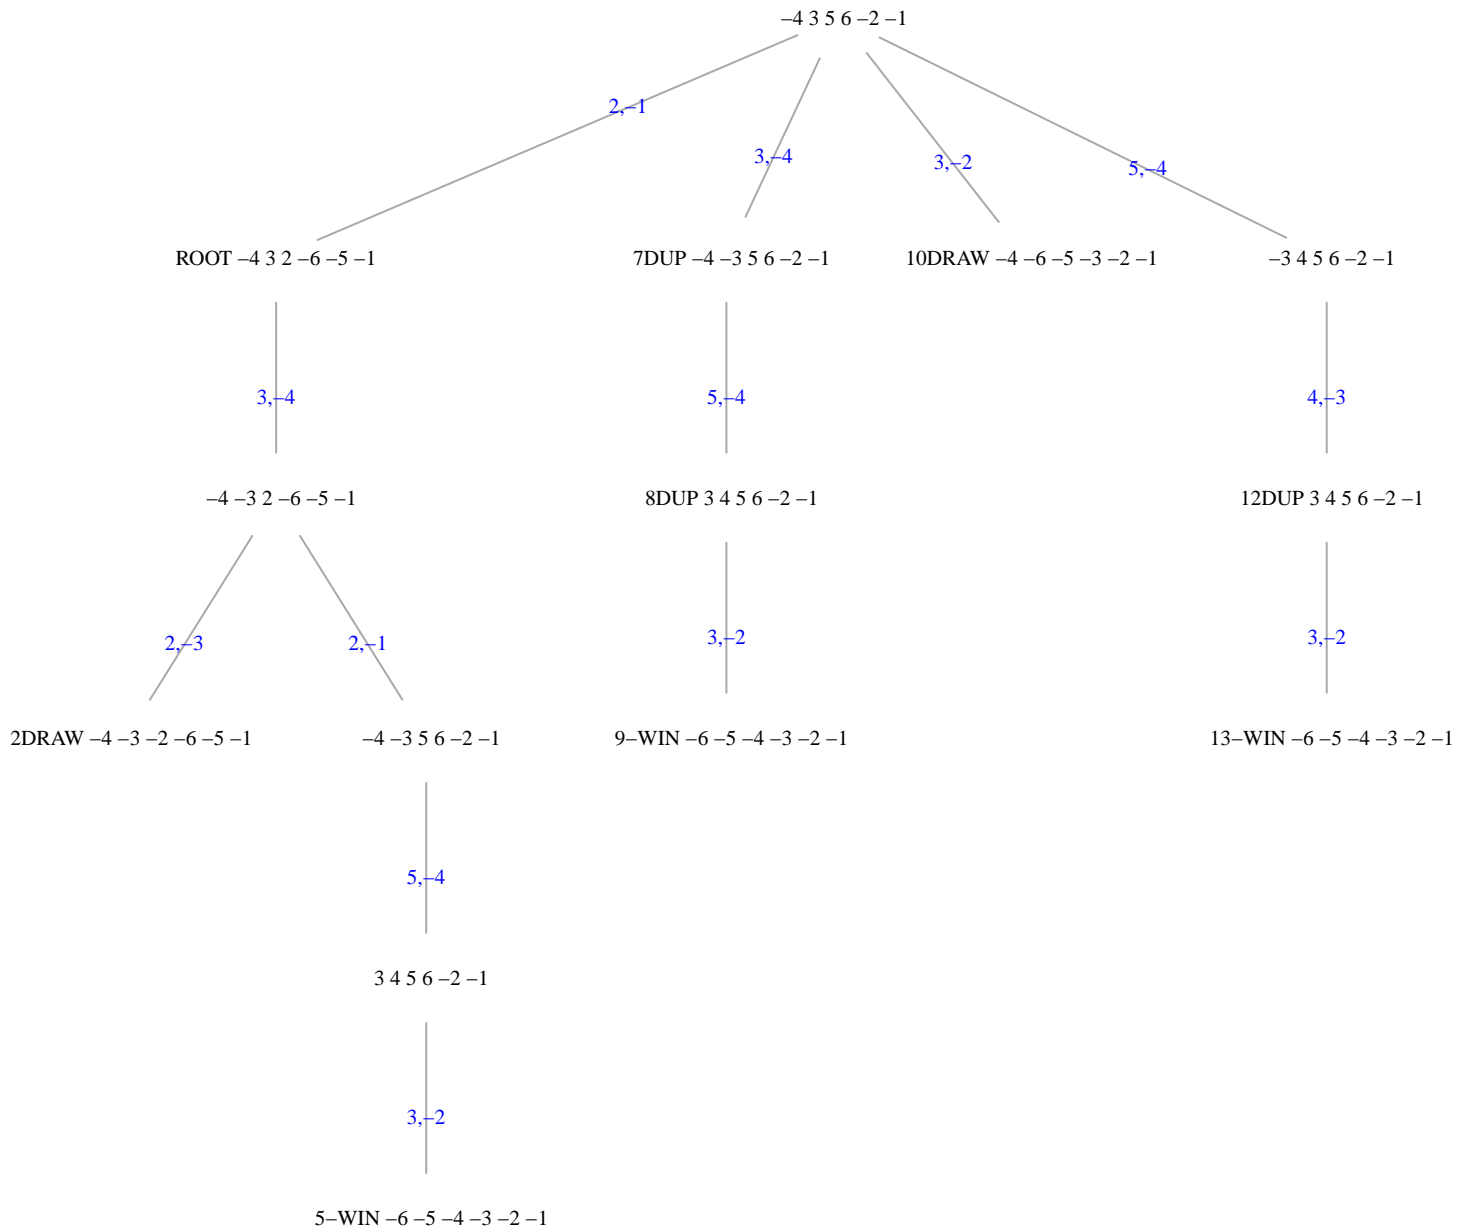 –4 3 5 6 –2 –1
2,–1
3,–4
3,–2
5,–4
ROOT –4 3 2 –6 –5 –1
7DUP –4 –3 5 6 –2 –1
10DRAW –4 –6 –5 –3 –2 –1
–3 4 5 6 –2 –1
3,–4
5,–4
4,–3
–4 –3 2 –6 –5 –1
8DUP 3 4 5 6 –2 –1
12DUP 3 4 5 6 –2 –1
2,–3
2,–1
3,–2
3,–2
2DRAW –4 –3 –2 –6 –5 –1
–4 –3 5 6 –2 –1
9–WIN –6 –5 –4 –3 –2 –1
13–WIN –6 –5 –4 –3 –2 –1
5,–4
3 4 5 6 –2 –1
3,–2
5–WIN –6 –5 –4 –3 –2 –1